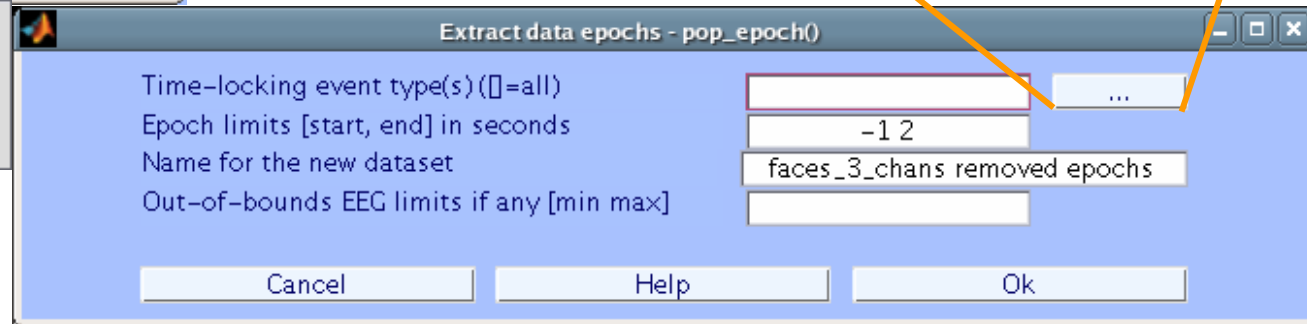 Extract data epochs - pop_epoch()
Time-locking event type(s)([]=all) ...
Epoch limits [start, end] in seconds -1 2
Name for the new dataset faces_3_chans removed epochs
Out-of-bounds EEG limits if any [min max]
Cancel Help Ok